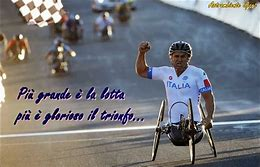 ITALIA
Più grande è la lotta
più è glorioso il trionfo...